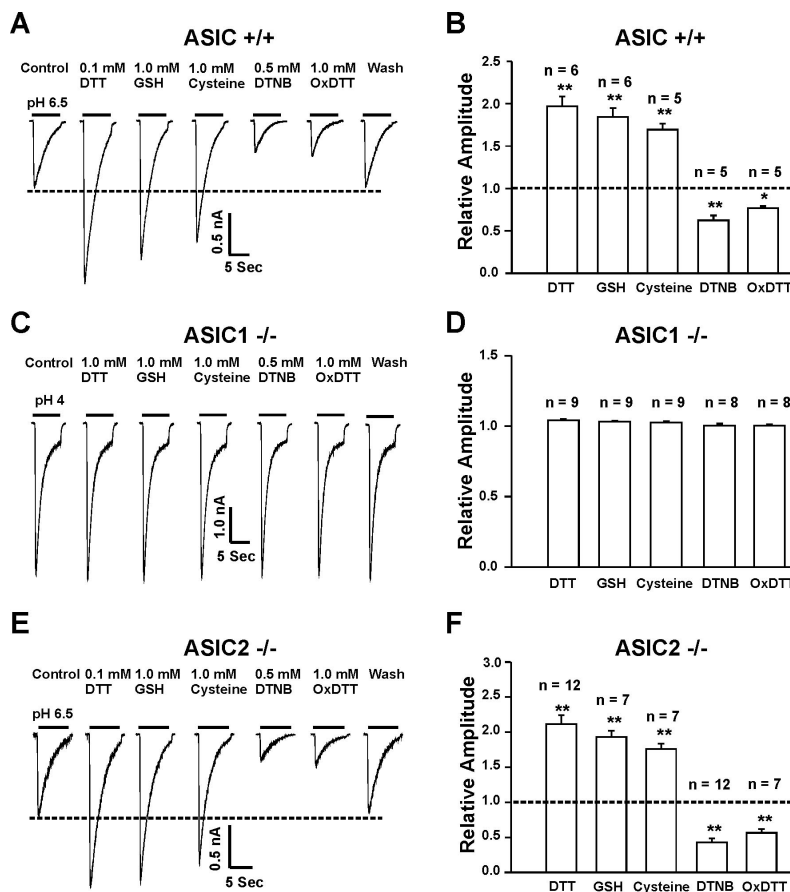 A
ASIC +/+
Control 0.1 mM 1.0 mM 1.0 mM 0.5 mM 1.0 mM Wash
DTT GSH Cysteine DTNB OxDTT
pH 6.5
0.5 nA
5 Sec
B
ASIC +/+
Relative Amplitude
2.5
2.0
1.5
1.0
0.5
0.0
n = 6
**
n = 6
**
n = 5
**
n = 5
**
n = 5
*
DTT GSH Cysteine DTNB OxDTT
C
ASIC1 -/-
Control 1.0 mM 1.0 mM 1.0 mM 0.5 mM 1.0 mM Wash
DTT GSH Cysteine DTNB OxDTT
pH 4
1.0 nA
5 Sec
D
ASIC1 -/-
Relative Amplitude
1.5
1.0
0.5
0.0
n = 9 n = 9 n = 9 n = 8 n = 8
DTT GSH Cysteine DTNB OxDTT
E
ASIC2 -/-
Control 0.1 mM 1.0 mM 1.0 mM 0.5 mM 1.0 mM Wash
DTT GSH Cysteine DTNB OxDTT
pH 6.5
0.5 nA
5 Sec
F
ASIC2 -/-
Relative Amplitude
3.0
2.5
2.0
1.5
1.0
0.5
0.0
n = 12
**
n = 7
**
n = 7
**
n = 12
**
n = 7
**
DTT GSH Cysteine DTNB OxDTT